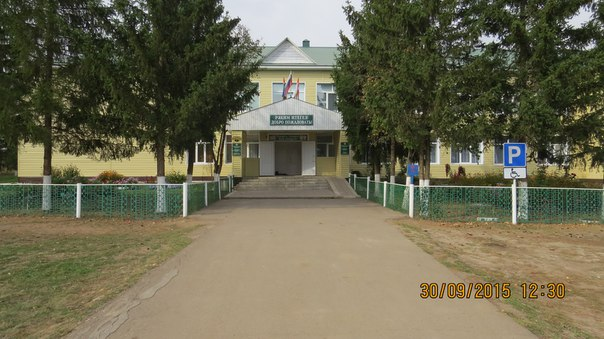 РӘХИМ ИТЕГЕЗ
ДОБРО ПОЖАЛОВАТЬ!
P
30/09/2015 12:30